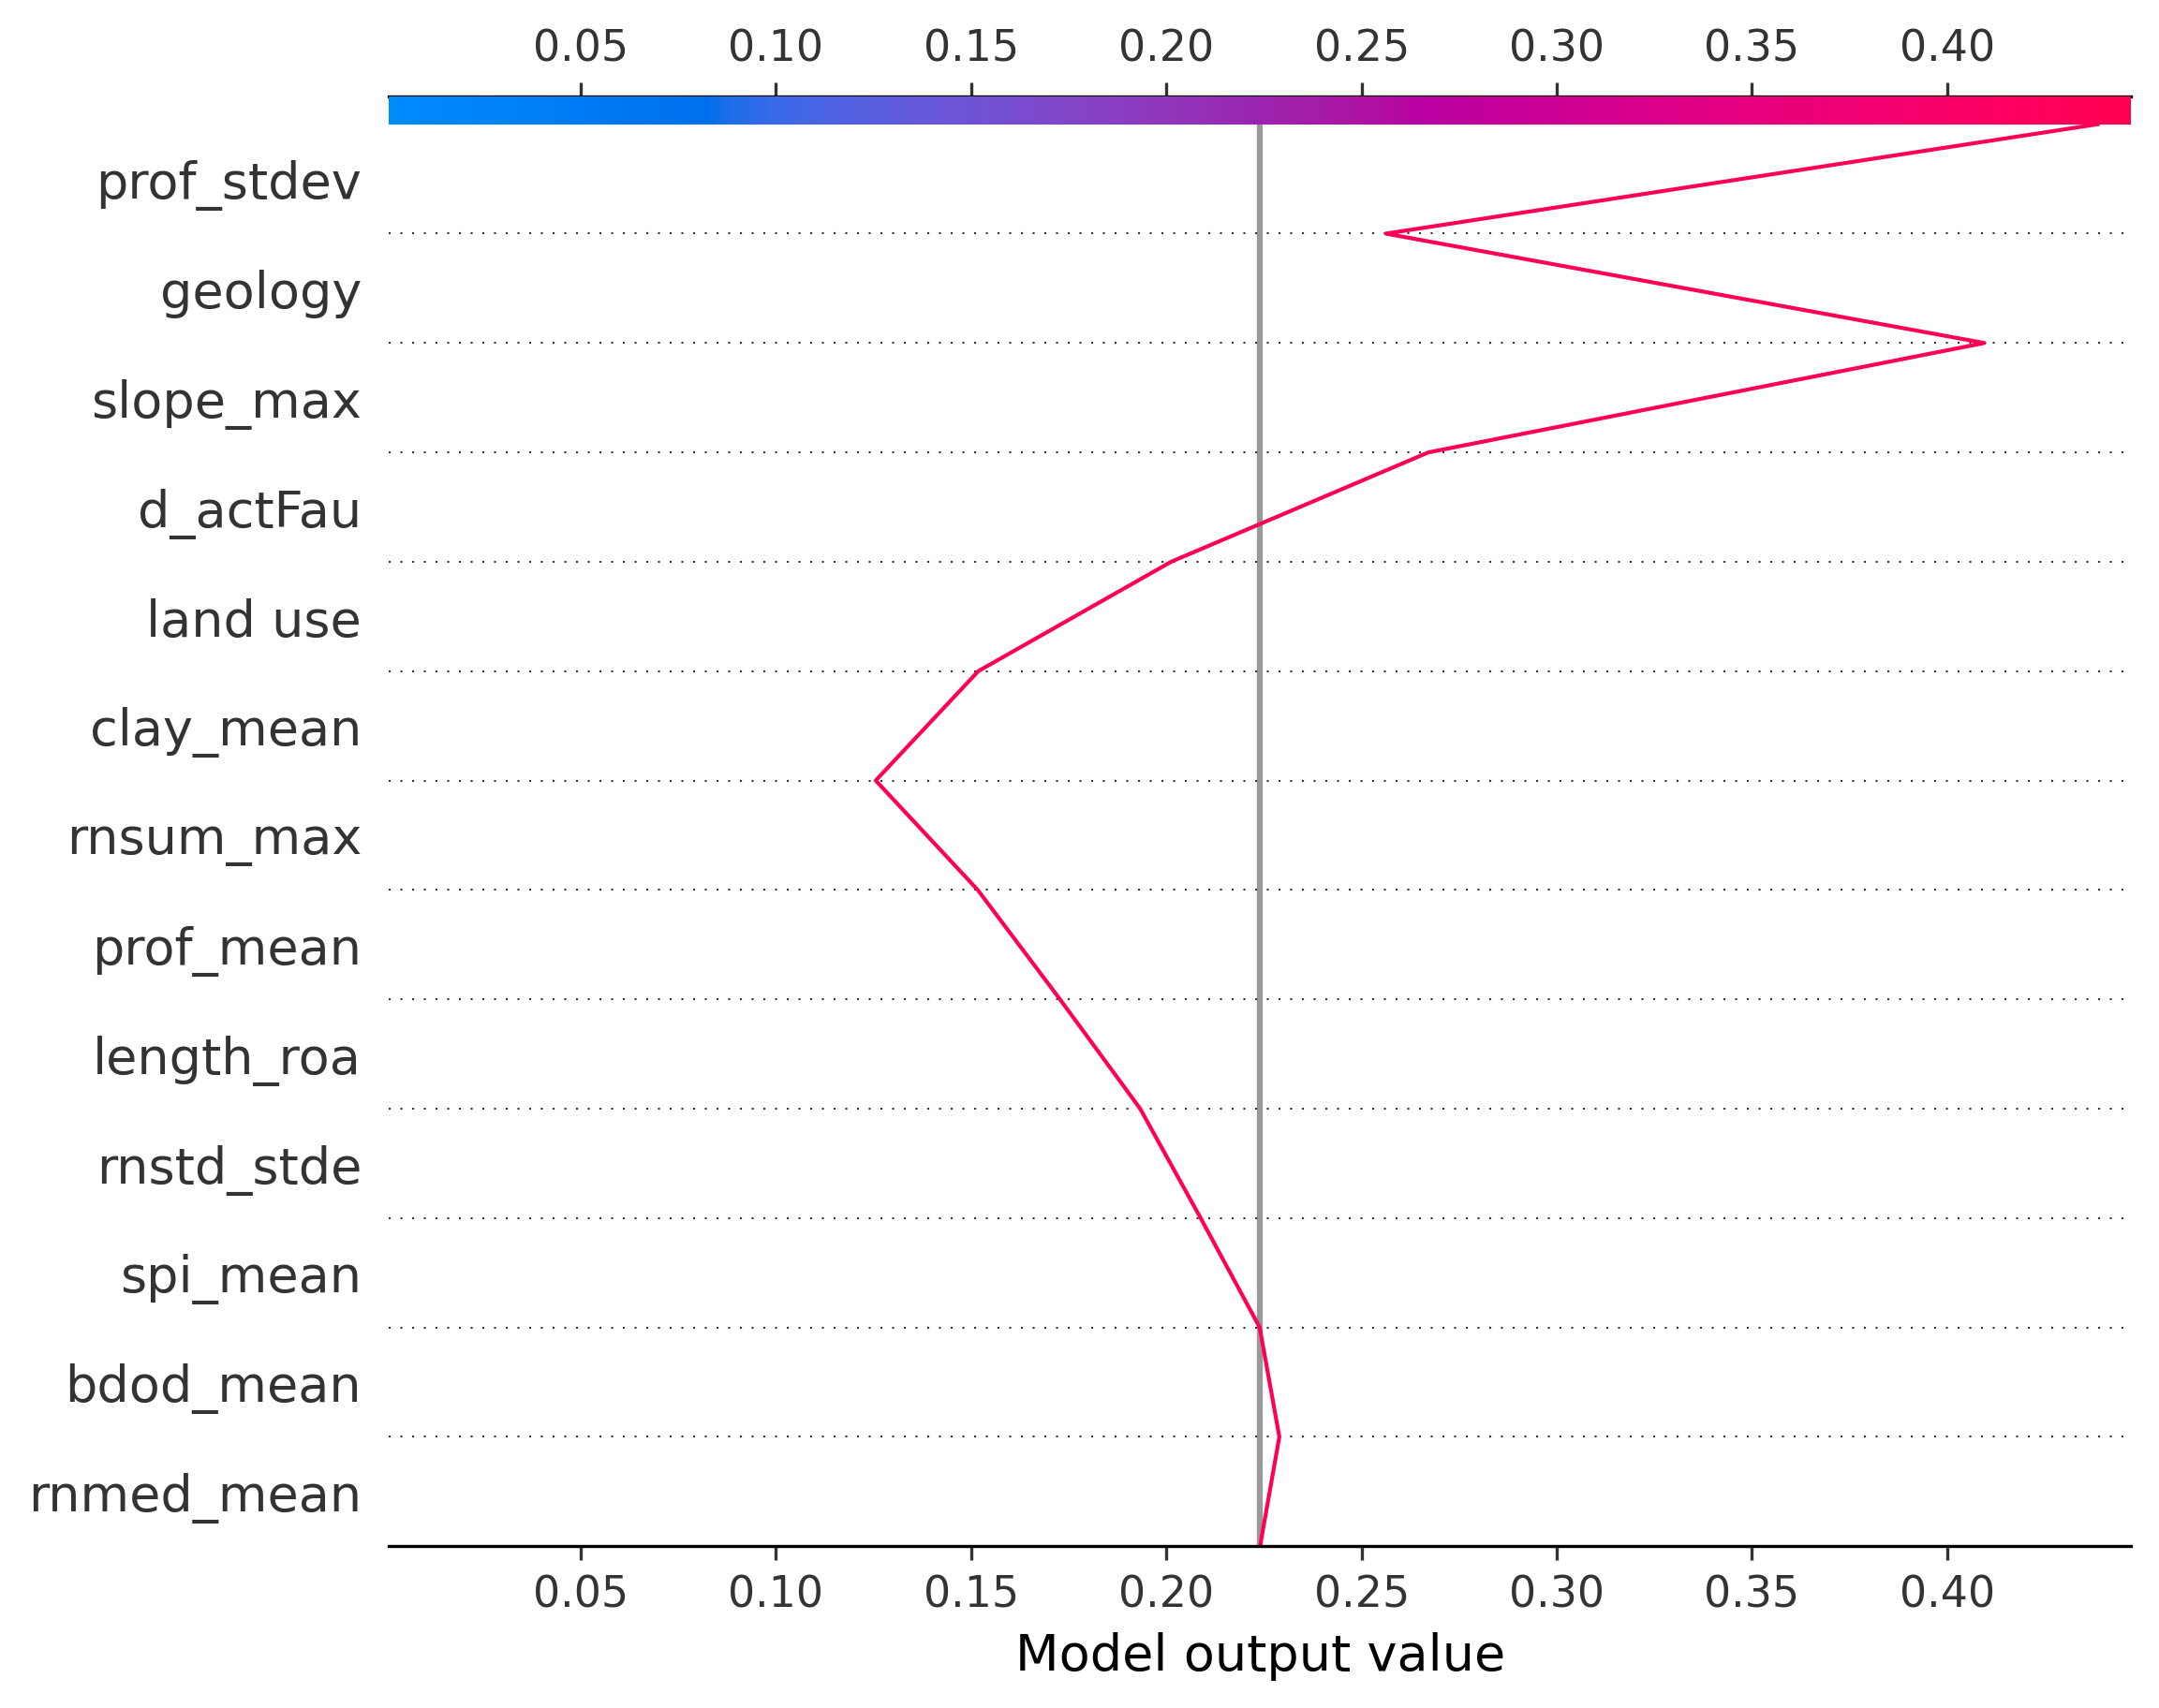 0.05 0.10 0.15 0.20 0.25 0.30 0.35 0.40
prof_stdev
geology
slope_max
d_actFau
land use
clay_mean
rnsum_max
prof_mean
length_roa
rnstd_stde
spi_mean
bdod_mean
rnmed_mean
0.05 0.10 0.15 0.20 0.25 0.30 0.35 0.40
Model output value